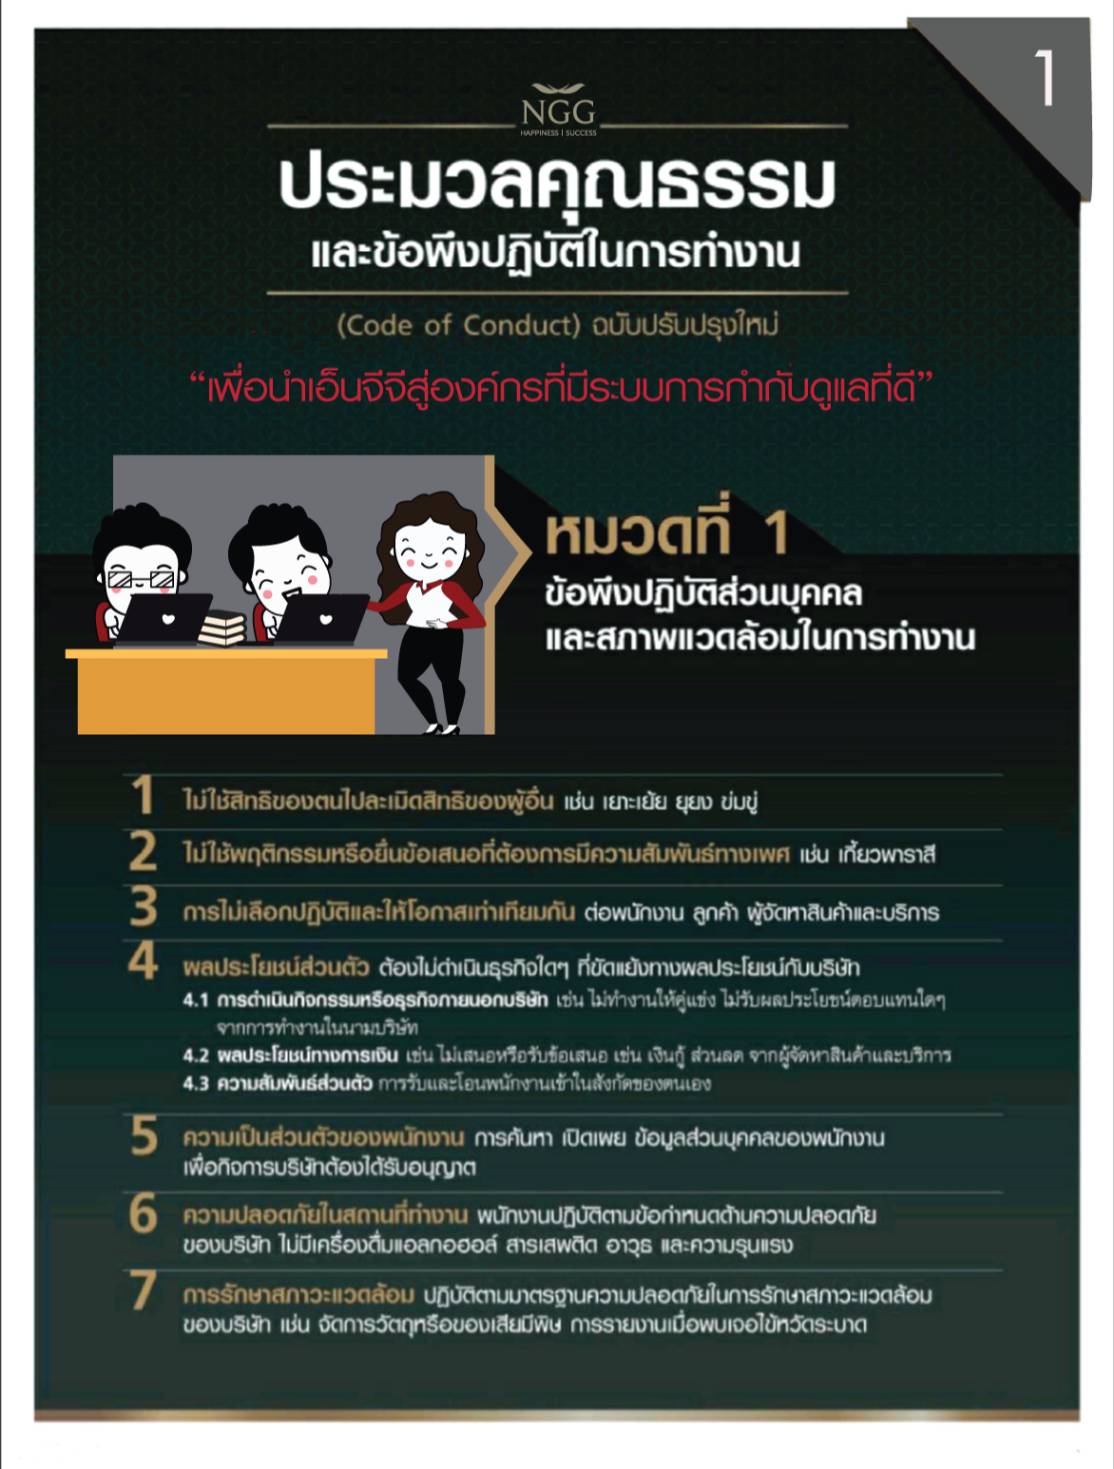 1
NGG
HAPPINESS | SUCCESS
ประมวลคุณธรรม
และข้อพึงปฏิบัติในการทำงาน
(Code of Conduct) ฉบับปรับปรุงใหม่
“เพื่อนำเอ็นจีจีสู่องค์กรที่มีระบบการกำกับดูแลที่ดี”
หมวดที่ 1
ข้อพึงปฏิบัติส่วนบุคคล
และสภาพแวดล้อมในการทำงาน
1 ไม่ใช้สิทธิของตนไปละเมิดสิทธิของผู้อื่น เช่น เยาะเย้ย ยุยง ข่มขู่
2 ไม่ใช้พฤติกรรมหรือยื่นข้อเสนอที่ต้องการมีความสัมพันธ์ทางเพศ เช่น เกี้ยวพาราสี
3 การไม่เลือกปฏิบัติและให้โอกาสเท่าเทียมกัน ต่อพนักงาน ลูกค้า ผู้จัดหาสินค้าและบริการ
4 ผลประโยชน์ส่วนตัว ต้องไม่ดำเนินธุรกิจใดๆ ที่ขัดแย้งทางผลประโยชน์กับบริษัท
4.1 การดำเนินกิจกรรมหรือธุรกิจภายนอกบริษัท เช่น ไม่ทำงานให้คู่แข่ง ไม่รับผลประโยชน์ตอบแทนใดๆ
จากการทำงานในนามบริษัท
4.2 ผลประโยชน์ทางการเงิน เช่น ไม่เสนอหรือรับข้อเสนอ เช่น เงินกู้ ส่วนลด จากผู้จัดหาสินค้าและบริการ
4.3 ความสัมพันธ์ส่วนตัว การรับและโอนพนักงานเข้าในสังกัดของตนเอง
5 ความเป็นส่วนตัวของพนักงาน การค้นหา เปิดเผย ข้อมูลส่วนบุคคลของพนักงาน
เพื่อกิจการบริษัทต้องได้รับอนุญาต
6 ความปลอดภัยในสถานที่ทำงาน พนักงานปฏิบัติตามข้อกำหนดด้านความปลอดภัย
ของบริษัท ไม่มีเครื่องดื่มแอลกอฮอล์ สารเสพติด อาวุธ และความรุนแรง
7 การรักษาสภาวะแวดล้อม ปฏิบัติตามมาตรฐานความปลอดภัยในการรักษาสภาวะแวดล้อม
ของบริษัท เช่น จัดการวัตถุหรือของเสียมีพิษ การรายงานเมื่อพบเจอไข้หวัดระบาด